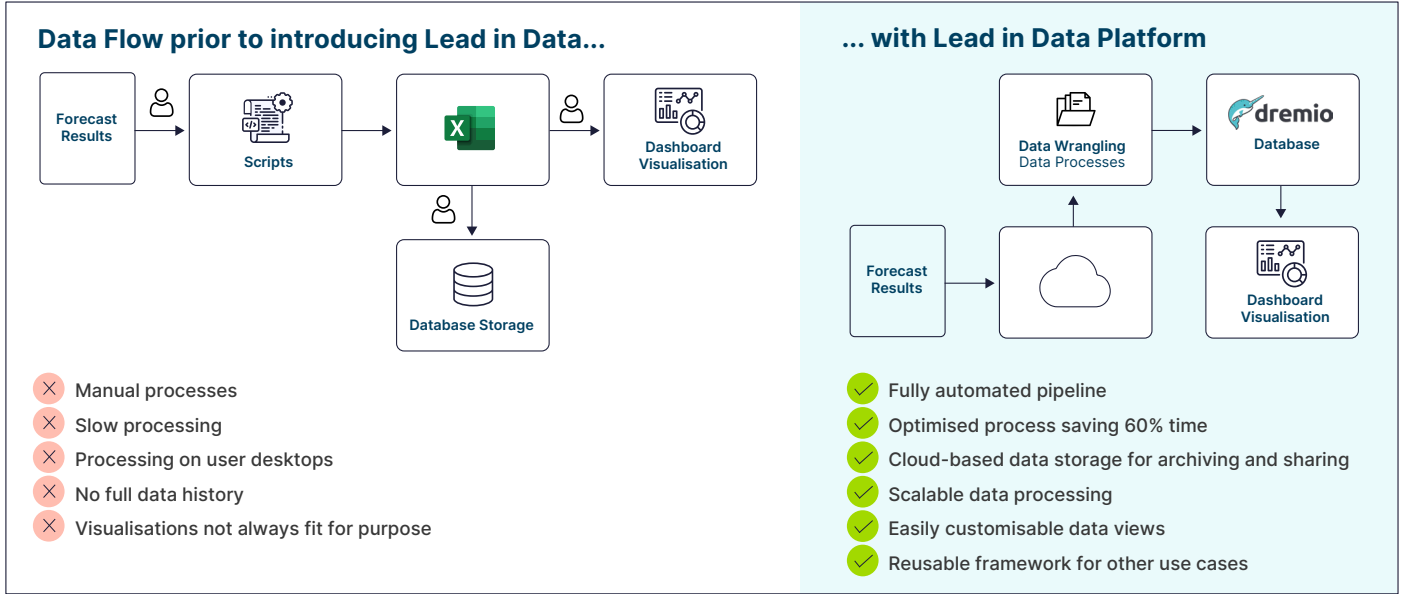 Data Flow prior to introducing Lead in Data...
Forecast
Results
Scripts
X
Dashboard
Visualisation
Database Storage
Manual processes
Slow processing
Processing on user desktops
No full data history
Visualisations not always fit for purpose
... with Lead in Data Platform
Data Wrangling
Data Processes
dremio
Database
Forecast
Results
Dashboard
Visualisation
Fully automated pipeline
Optimised process saving 60% time
Cloud-based data storage for archiving and sharing
Scalable data processing
Easily customisable data views
Reusable framework for other use cases